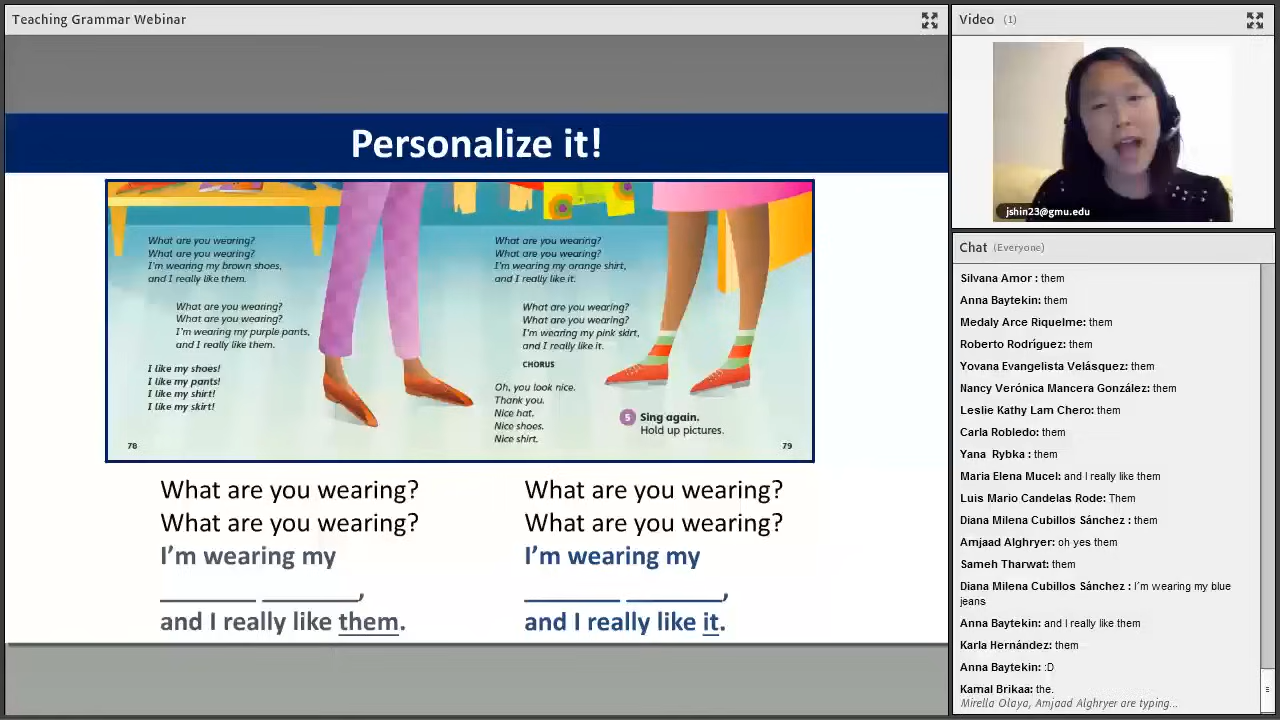 Teaching Grammar Webinar
Personalize it!
What are you wearing?
What are you wearing?
I'm wearing my brown shoes,
and I really like them.
What are you wearing?
What are you wearing?
I'm wearing my purple pants,
and I really like them.
I like my shoes!
I like my pants!
I like my shirt!
I like my skirt!
78
What are you wearing?
What are you wearing?
I'm wearing my orange shirt,
and I really like it.
What are you wearing?
What are you wearing?
I'm wearing my pink skirt,
and I really like it.
CHORUS
Oh, you look nice.
Thank you.
Nice hat.
Nice shoes.
Nice shirt.
5 Sing again.
Hold up pictures.
79
What are you wearing?
What are you wearing?
I'm wearing my
_______ _______,
and I really like them.
What are you wearing?
What are you wearing?
I'm wearing my
_______ _______,
and I really like it.
Video (1)
jshin23@gmu.edu
Chat (Everyone)
Silvana Amor : them
Anna Baytekin: them
Medaly Arce Riquelme: them
Roberto Rodríguez: them
Yovana Evangelista Velásquez: them
Nancy Verónica Mancera González: them
Leslie Kathy Lam Chero: them
Carla Robledo: them
Yana Rybka : them
Maria Elena Mucel: and I really like them
Luis Mario Candelas Rode: Them
Diana Milena Cubillos Sánchez : them
Amjaad Alghryer: oh yes them
Sameh Tharwat: them
Diana Milena Cubillos Sánchez : I'm wearing my blue
jeans
Anna Baytekin: and I really like them
Karla Hernández: them
Anna Baytekin: :D
Kamal Brikaa: the.
Mirella Olaya, Amjaad Alghryer are typing...